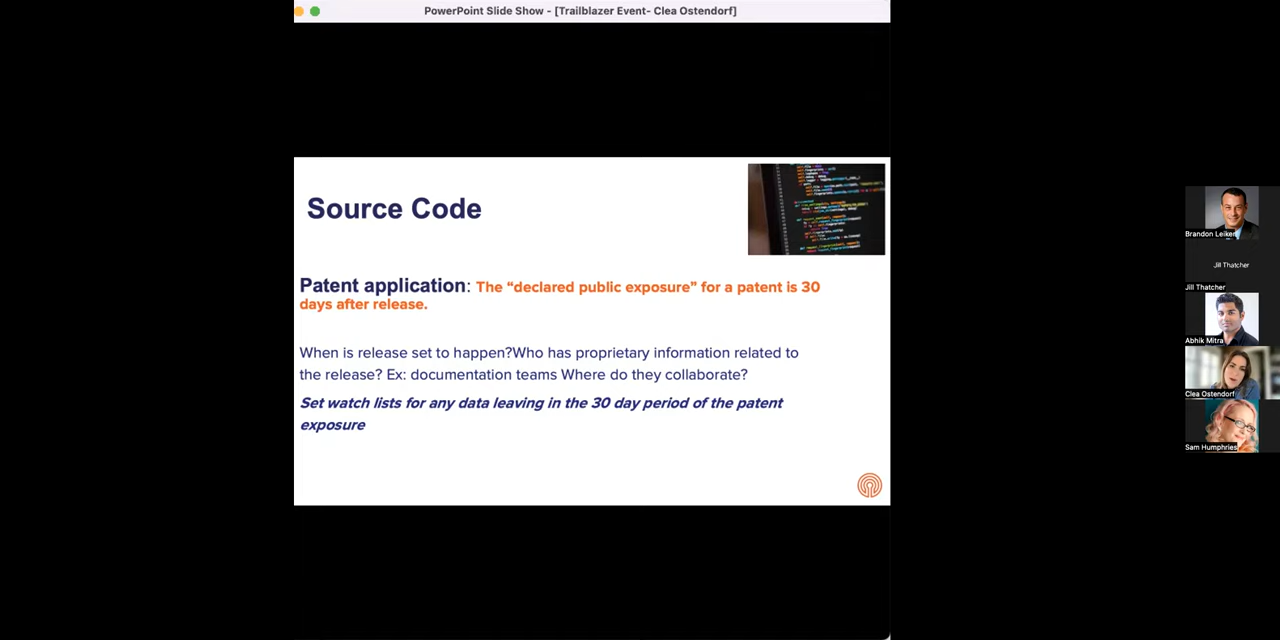 PowerPoint Slide Show - [Trailblazer Event- Clea Ostendorf]
Source Code
Patent application: The “declared public exposure” for a patent is 30
days after release.
When is release set to happen?Who has proprietary information related to
the release? Ex: documentation teams Where do they collaborate?
Set watch lists for any data leaving in the 30 day period of the patent
exposure
Brandon Leiker
Jill Thatcher
Jill Thatcher
Abhik Mitra
Clea Ostendorf
Sam Humphries